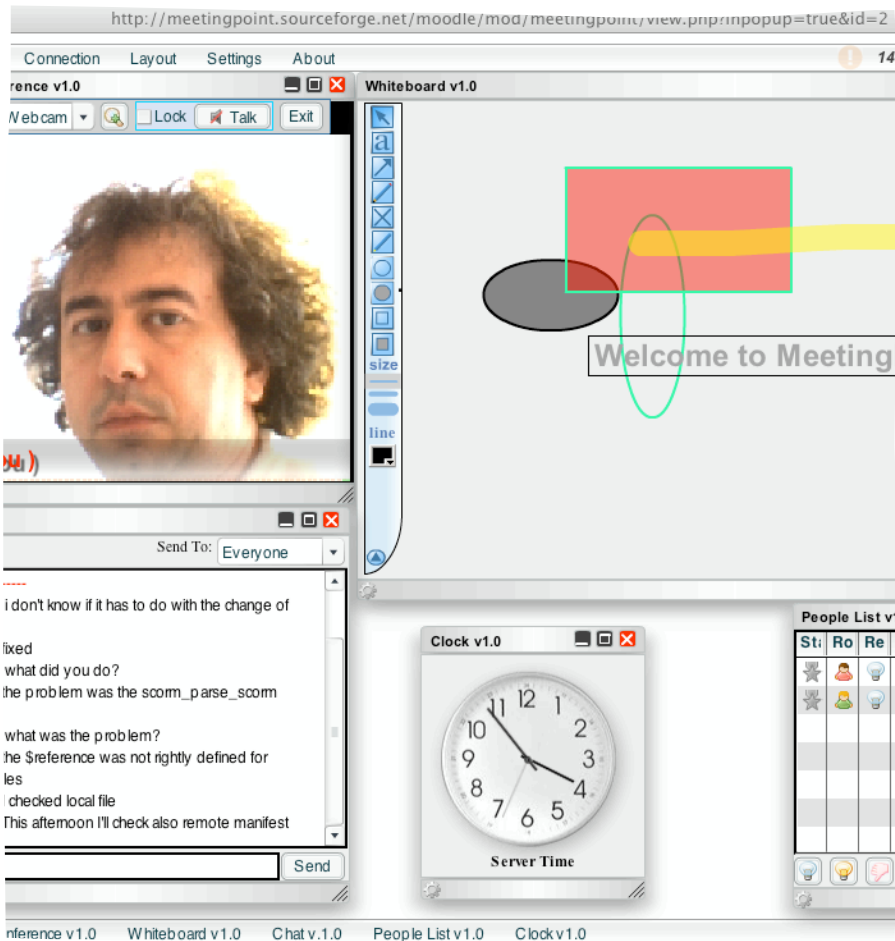 http://meetingpoint.sourceforge.net/moodle/mod/meetingpoint/view.php?inpopup=true&id=2
Connection Layout Settings About 14
rence v1.0
Webcam Lock Talk Exit
ou )
Whiteboard v1.0
a
size
line
Welcome to Meeting
Send To: Everyone
------
i don't know if it has to do with the change of
fixed
what did you do?
the problem was the scorm_parse_scorm
what was the problem?
the $reference was not rightly defined for
les
I checked local file
This afternoon I'll check also remote manifest
Send
Clock v1.0
12
1
2
3
4
5
6
7
8
9
10
11
Server Time
People List v1
Sta Ro Re
nference v1.0 Whiteboard v1.0 Chat v.1.0 People List v1.0 Clock v1.0